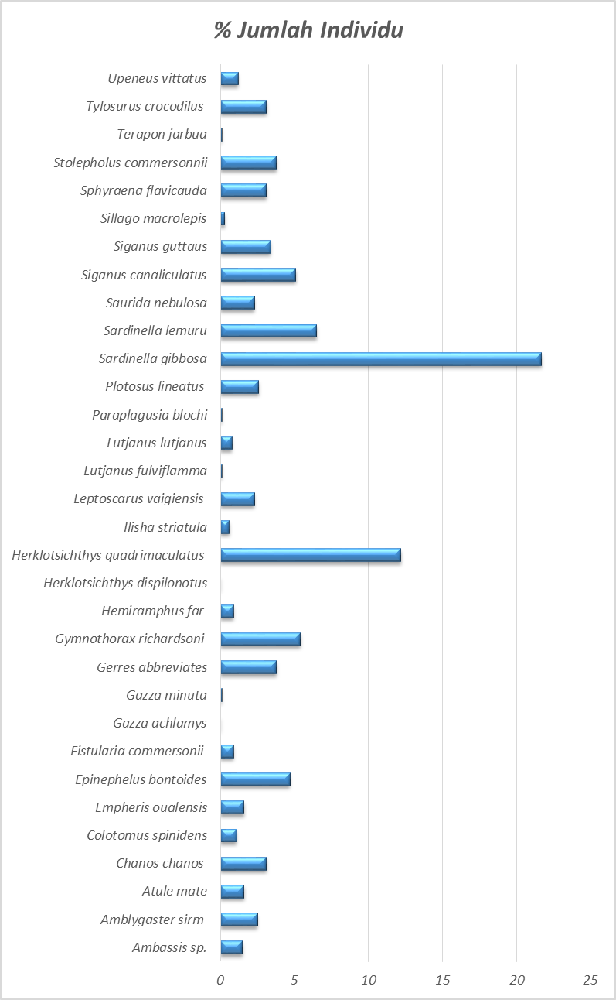 % Jumlah Individu
Upeneus vittatus
Tylosurus crocodilus
Terapon jarbua
Stolepholus commersonnii
Sphyraena flavicauda
Sillago macrolepis
Siganus guttaus
Siganus canaliculatus
Saurida nebulosa
Sardinella lemuru
Sardinella gibbosa
Plotosus lineatus
Paraplagusia blochi
Lutjanus lutjanus
Lutjanus fulviflamma
Leptoscarus vaigiensis
Ilisha striatula
Herklotsichthys quadrimaculatus
Herklotsichthys dispilonotus
Hemiramphus far
Gymnothorax richardsoni
Gerres abbreviates
Gazza minuta
Gazza achlamys
Fistularia commersonii
Epinephelus bontoides
Empheris oualensis
Colotomus spinidens
Chanos chanos
Atule mate
Amblygaster sirm
Ambassis sp.
0 5 10 15 20 25